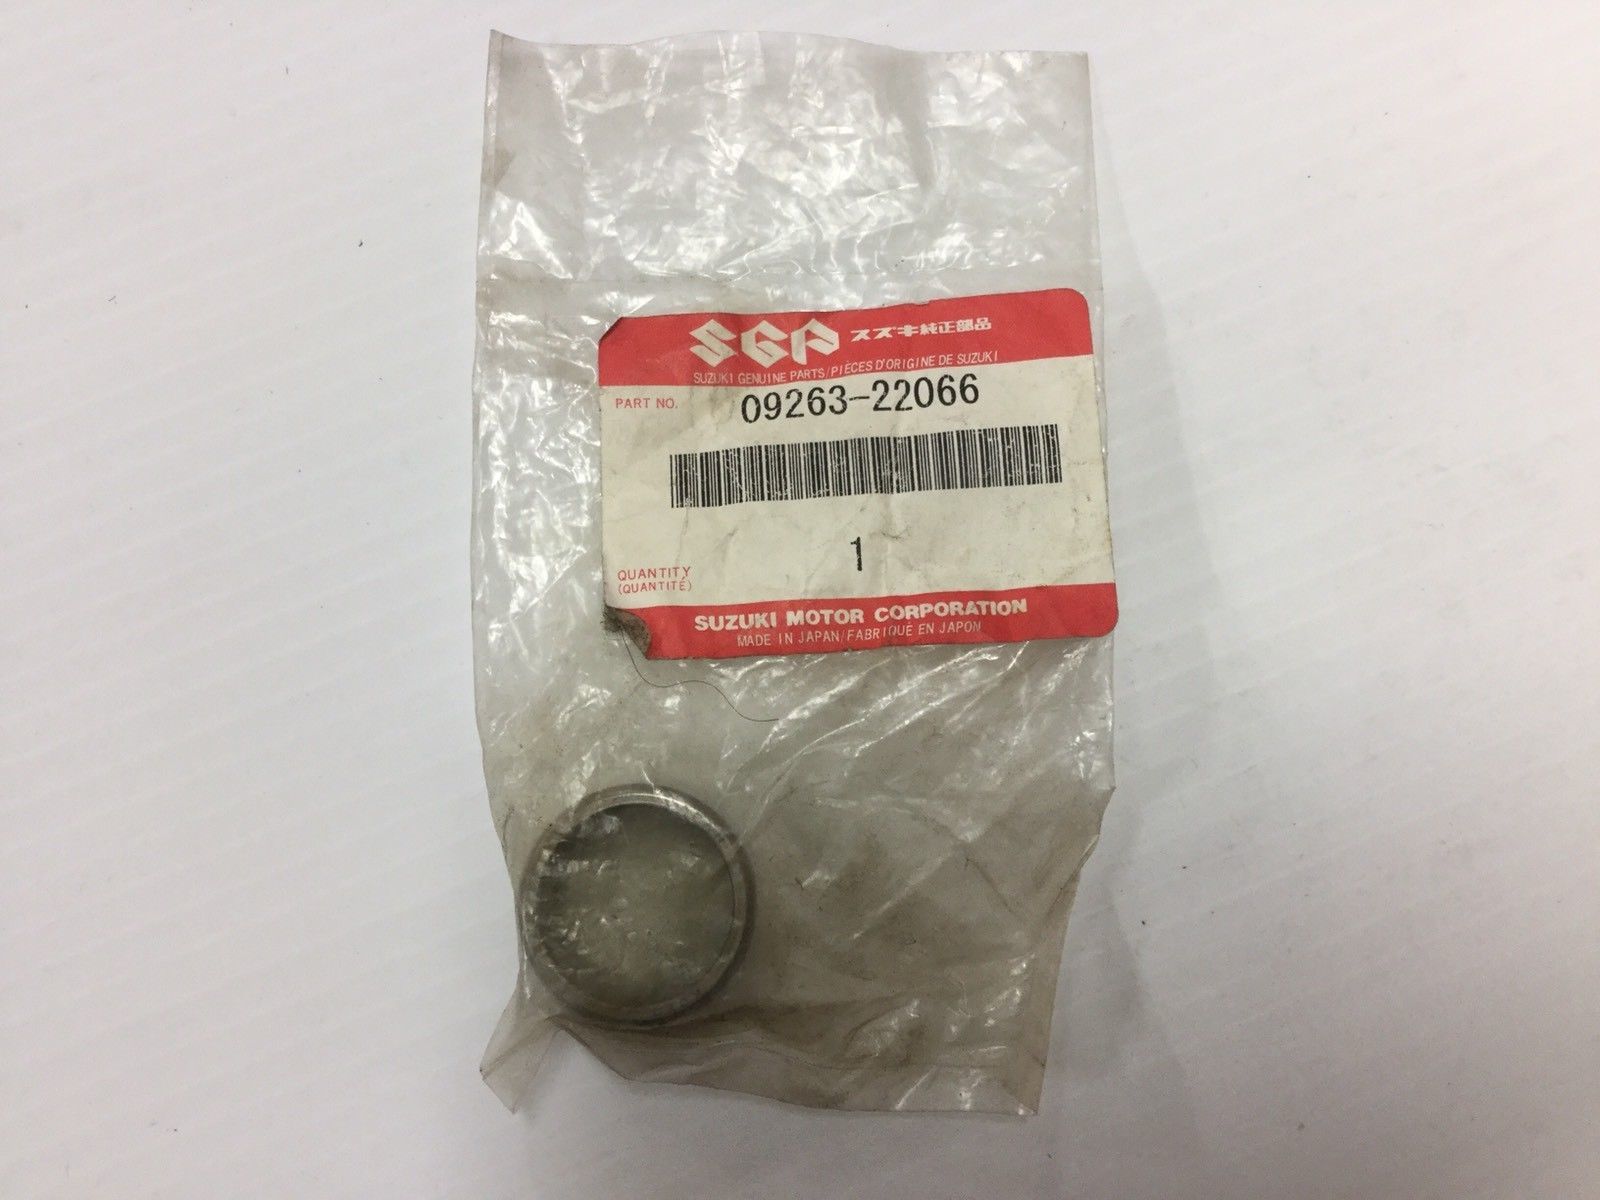 SGP スズキ純正部品
SUZUKI GENUINE PARTS/PIÈCES D'ORIGINE DE SUZUKI
PART NO. 09263-22066
1
QUANTITY
(QUANTITÉ)
SUZUKI MOTOR CORPORATION
MADE IN JAPAN/FABRIQUÉ EN JAPON